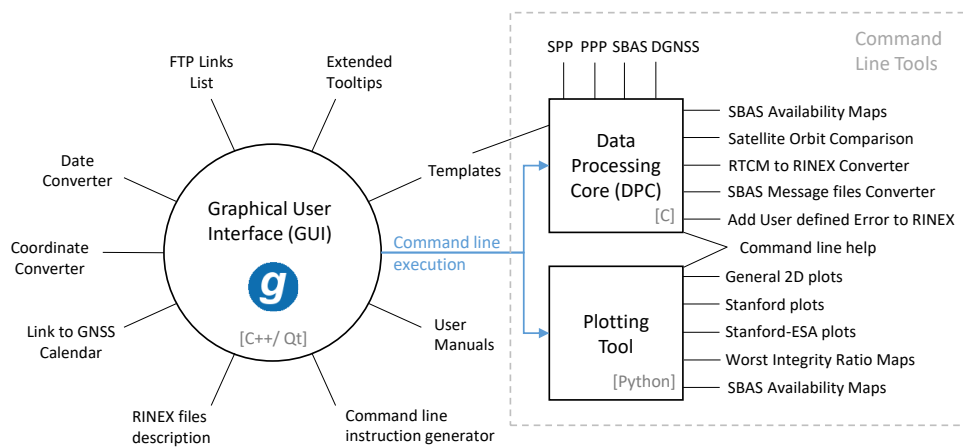 FTP Links
List
Extended
Tooltips
Date
Converter
Templates
Coordinate
Converter
Graphical User
Interface (GUI)
g
[C++/ Qt]
Link to GNSS
Calendar
User
Manuals
RINEX files
description
Command line
instruction generator
Command line
execution
Command
Line Tools
SPP PPP SBAS DGNSS
Data
Processing
Core (DPC)
[C]
SBAS Availability Maps
Satellite Orbit Comparison
RTCM to RINEX Converter
SBAS Message files Converter
Add User defined Error to RINEX
Command line help
Plotting
Tool
[Python]
General 2D plots
Stanford plots
Stanford-ESA plots
Worst Integrity Ratio Maps
SBAS Availability Maps